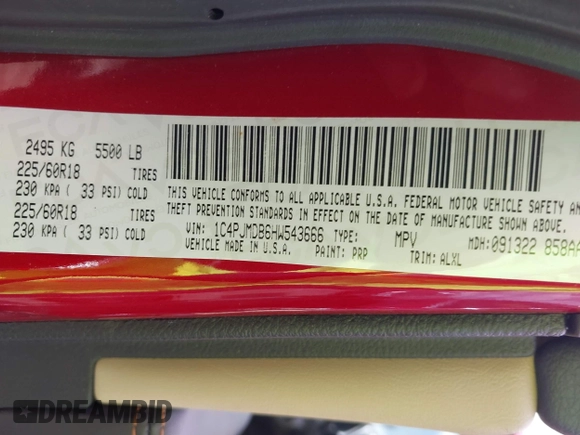 2495 KG 5500 LB
225/60R18 TIRES
230 KPA ( 33 PSI) COLD
225/60R18 TIRES
230 KPA ( 33 PSI) COLD
THIS VEHICLE CONFORMS TO ALL APPLICABLE U.S.A. FEDERAL MOTOR VEHICLE SAFETY AN
THEFT PREVENTION STANDARDS IN EFFECT ON THE DATE OF MANUFACTURE SHOWN ABOVE.
VIN: 1C4PJMDB6HW543666 TYPE: MPV MDH: 091322 858AA
VEHICLE MADE IN U.S.A. PAINT: PRP TRIM: ALXL
DREAMBID